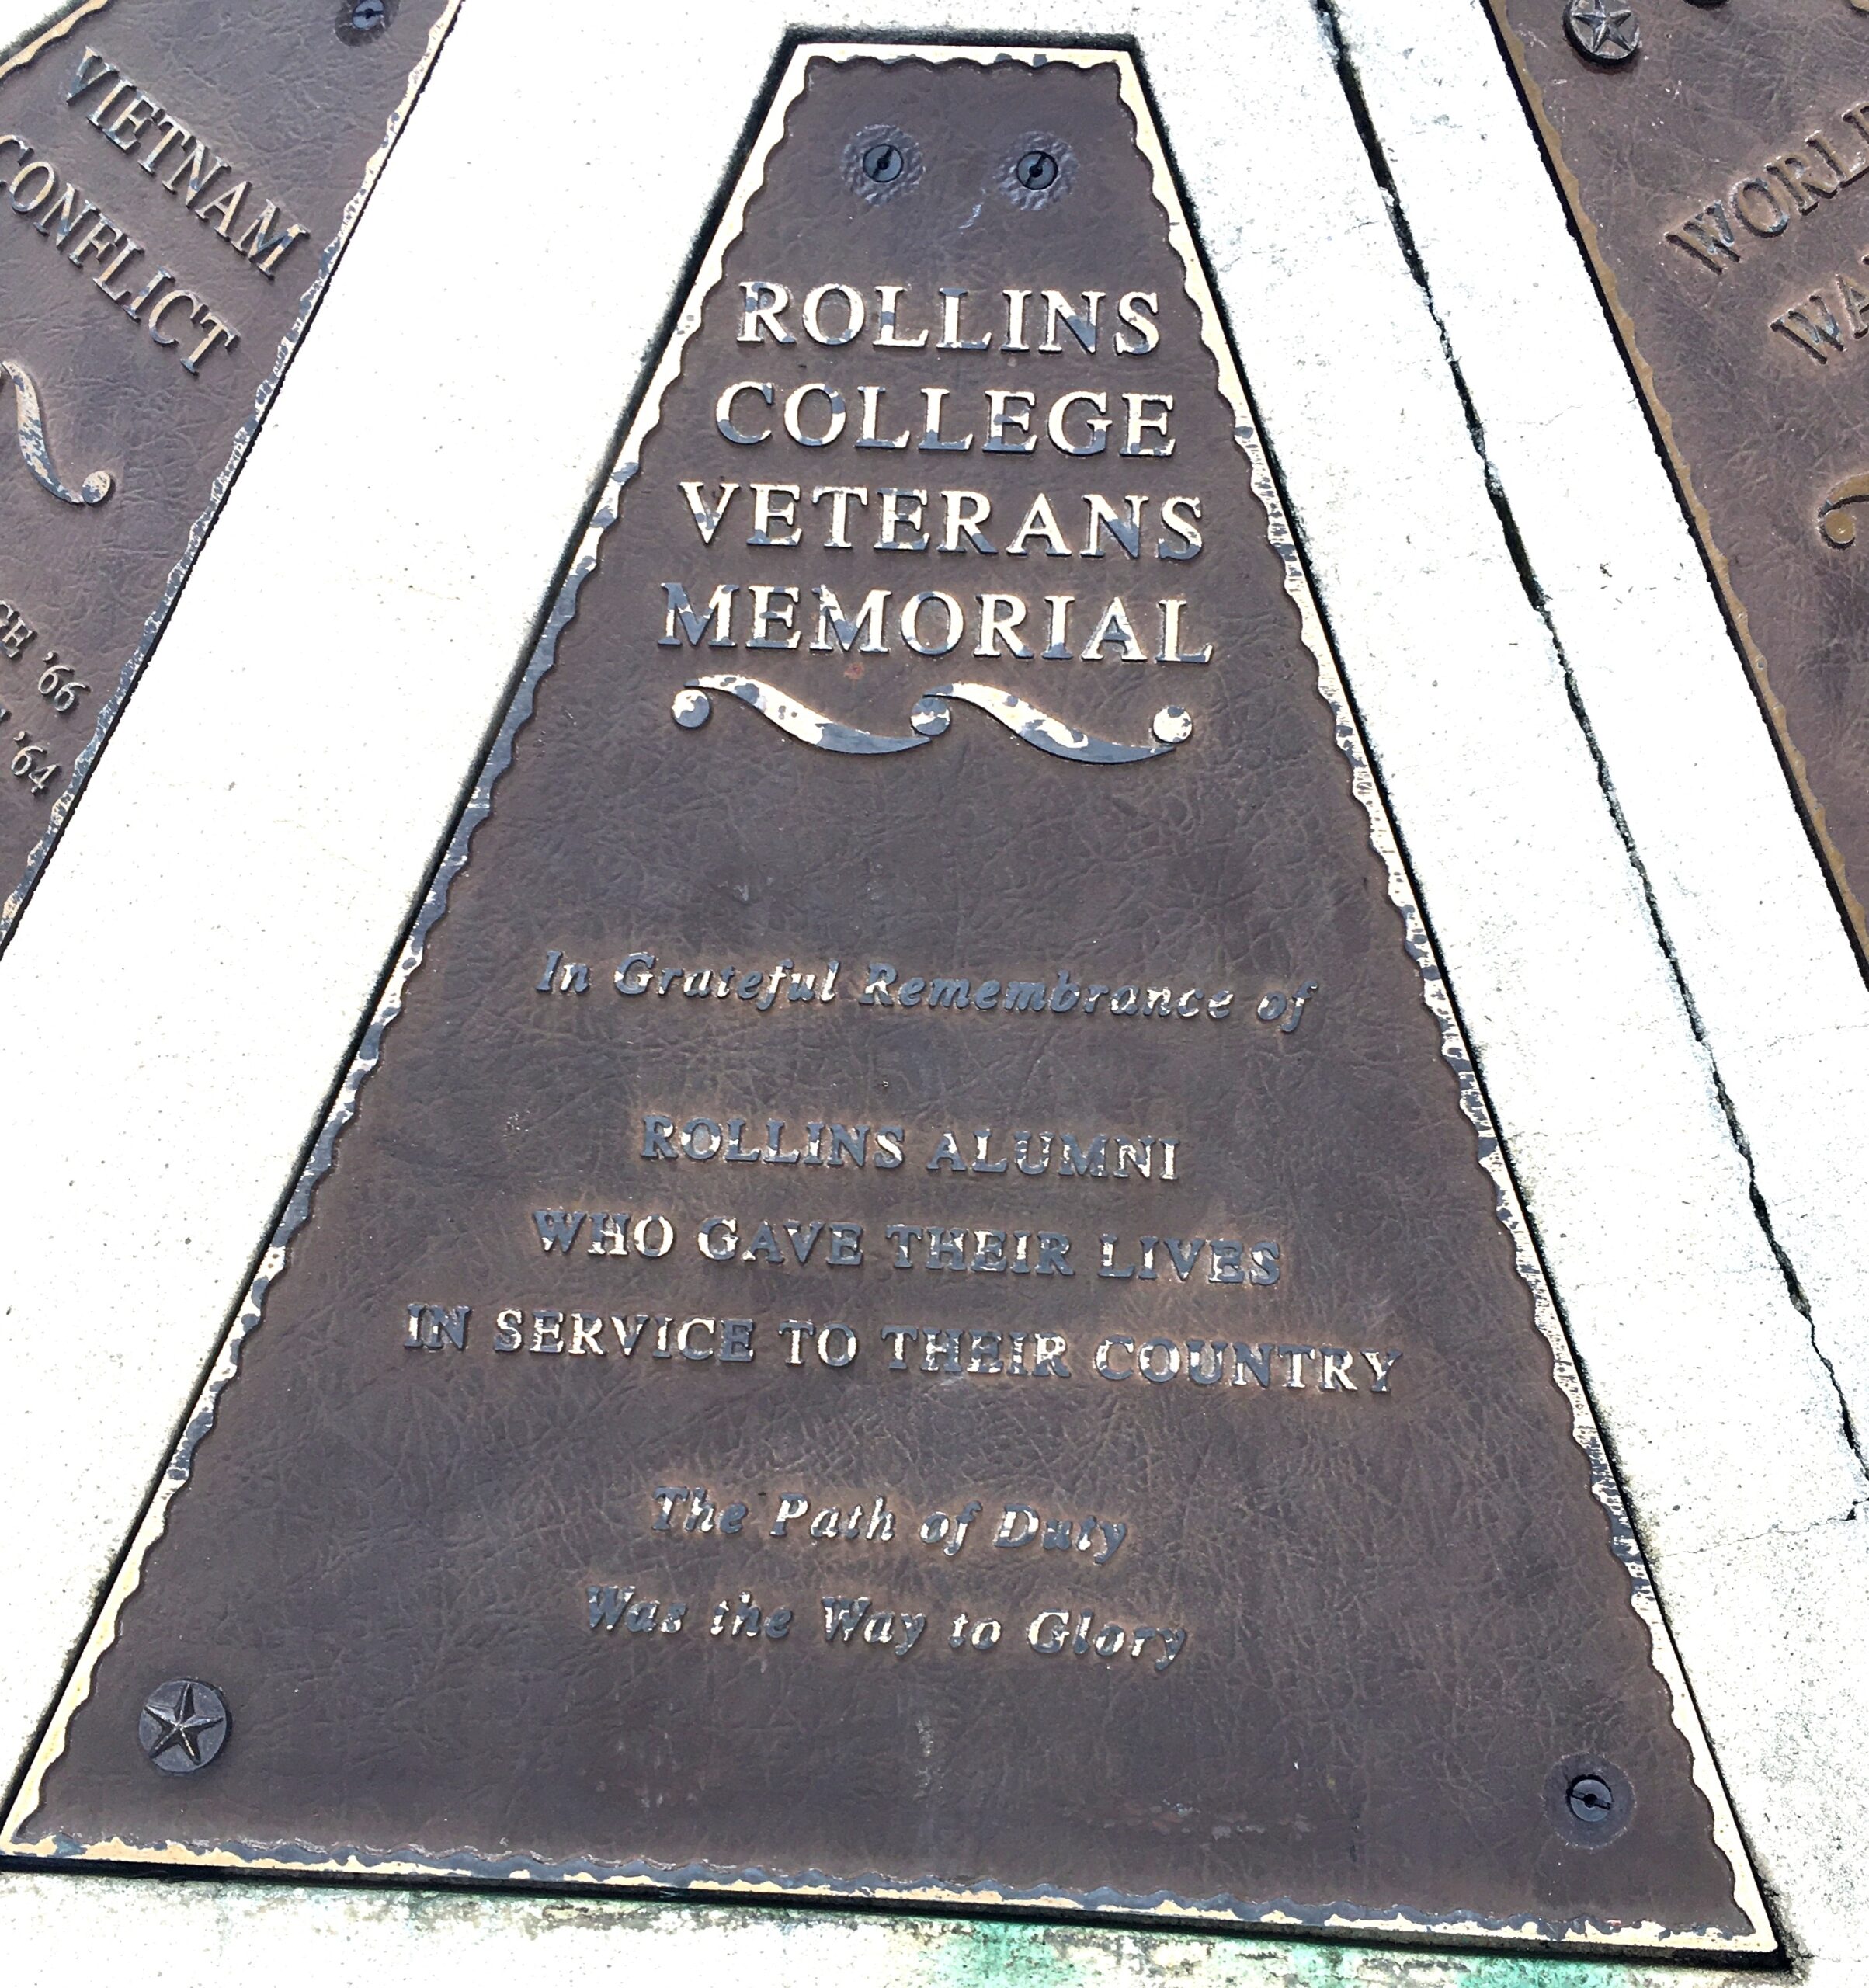 VIETNAM
CONFLICT
'66
'64
ROLLINS
COLLEGE
VETERANS
MEMORIAL
In Grateful Remembrance of
ROLLINS ALUMNI
WHO GAVE THEIR LIVES
IN SERVICE TO THEIR COUNTRY
The Path of Duty
Was the Way to Glory